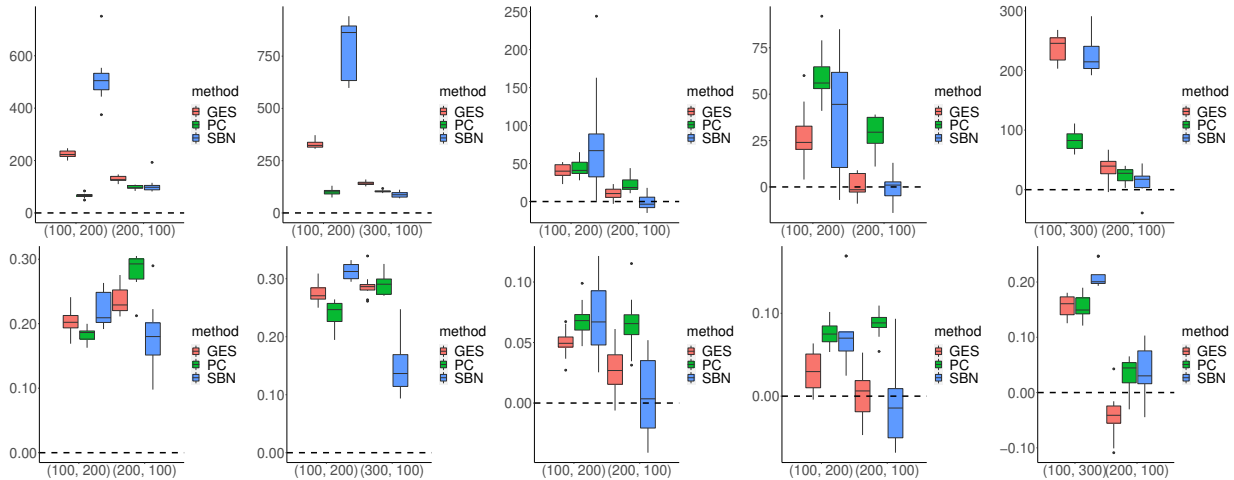 600
400
200
0
(100, 200) (200, 100)
method
GES
PC
SBN
750
500
250
0
(100, 200) (300, 100)
method
GES
PC
SBN
250
200
150
100
50
0
(100, 200) (200, 100)
method
GES
PC
SBN
75
50
25
0
(100, 200) (200, 100)
method
GES
PC
SBN
300
200
100
0
(100, 300) (200, 100)
method
GES
PC
SBN
0.30
0.20
0.10
0.00
(100, 200) (200, 100)
method
GES
PC
SBN
0.30
0.20
0.10
0.00
(100, 200) (300, 100)
method
GES
PC
SBN
0.10
0.05
0.00
(100, 200) (200, 100)
method
GES
PC
SBN
0.10
0.00
(100, 200) (200, 100)
method
GES
PC
SBN
0.20
0.10
0.00
−0.10
(100, 300) (200, 100)
method
GES
PC
SBN